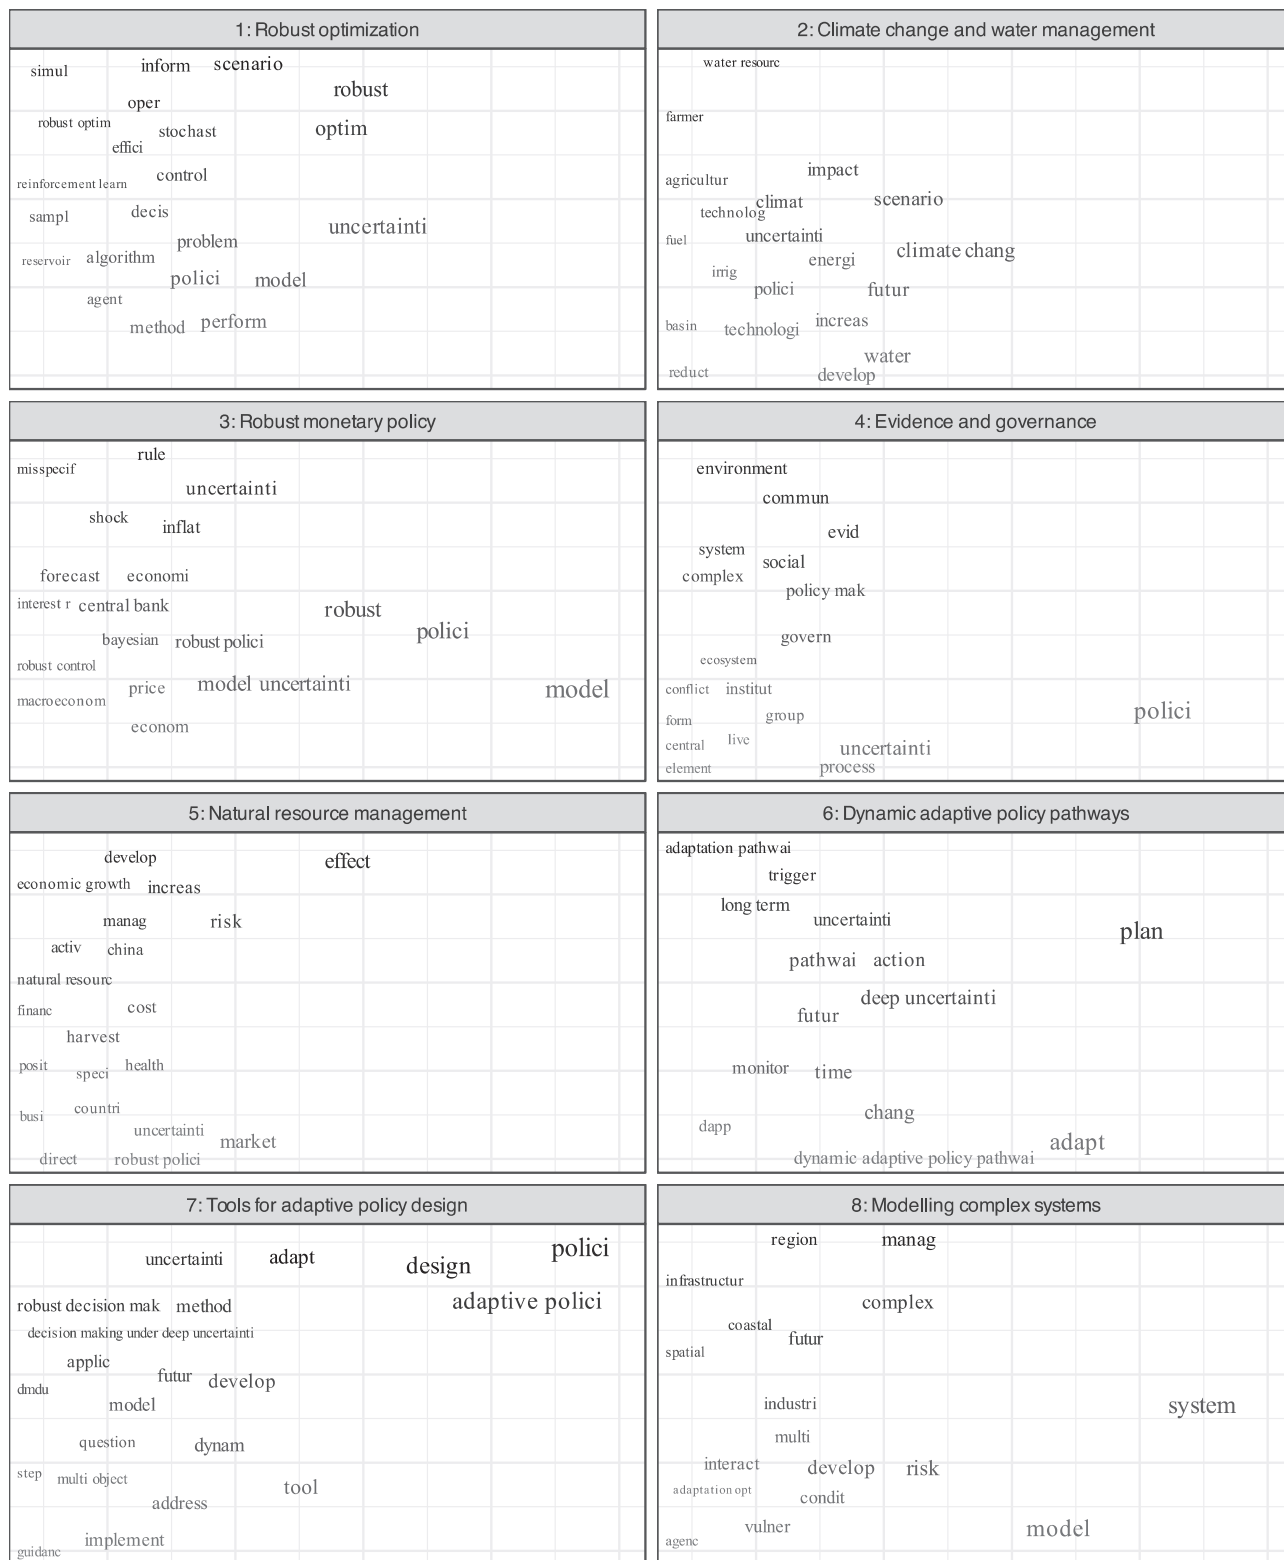 1: Robust optimization
simul
inform
scenario
robust
oper
robust optim
stochast
optim
effici
reinforcement learn
control
sampl
decis
uncertainti
problem
reservoir
algorithm
polici
model
agent
method
perform
2: Climate change and water management
water resourc
farmer
impact
agricultur
climat
scenario
technolog
fuel
uncertainti
climate chang
energi
irrig
polici
futur
basin
technologi
increas
water
reduct
develop
3: Robust monetary policy
rule
misspecif
uncertainti
shock
inflat
forecast
economi
interest r
central bank
robust
polici
bayesian
robust polici
robust control
price
model uncertainti
model
macroeconom
econom
4: Evidence and governance
environment
commun
evid
system
social
complex
policy mak
govern
ecosystem
conflict
institut
form
group
polici
central
live
uncertainti
element
process
5: Natural resource management
develop
effect
economic growth
increas
manag
risk
activ
china
natural resourc
financ
cost
harvest
posit
speci
health
busi
countri
uncertainti
market
direct
robust polici
6: Dynamic adaptive policy pathways
adaptation pathwai
trigger
long term
uncertainti
plan
pathwai
action
deep uncertainti
futur
monitor
time
chang
dapp
adapt
dynamic adaptive policy pathwai
7: Tools for adaptive policy design
uncertainti
adapt
design
polici
robust decision mak
method
adaptive polici
decision making under deep uncertainti
applic
futur
develop
dmdu
model
question
dynam
step
multi object
tool
address
implement
guidanc
8: Modelling complex systems
region
manag
infrastructur
complex
coastal
futur
spatial
industri
system
multi
interact
develop
risk
adaptation opt
condit
vulner
model
agenc